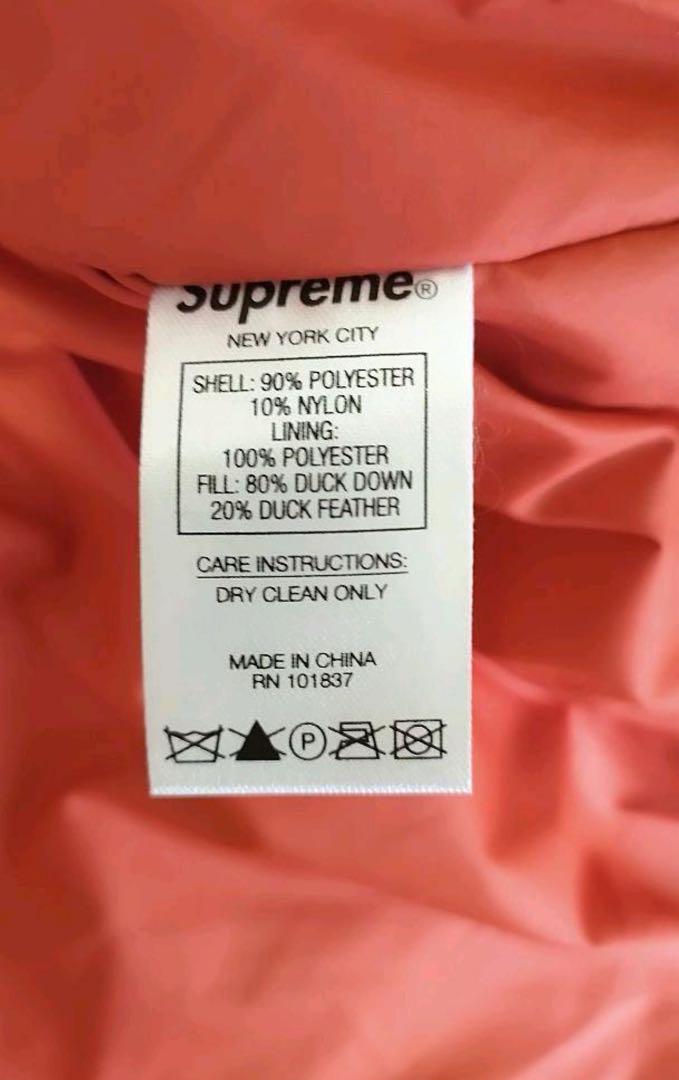 Supreme®
NEW YORK CITY
SHELL: 90% POLYESTER
10% NYLON
LINING:
100% POLYESTER
FILL: 80% DUCK DOWN
20% DUCK FEATHER
CARE INSTRUCTIONS:
DRY CLEAN ONLY
MADE IN CHINA
RN 101837
P